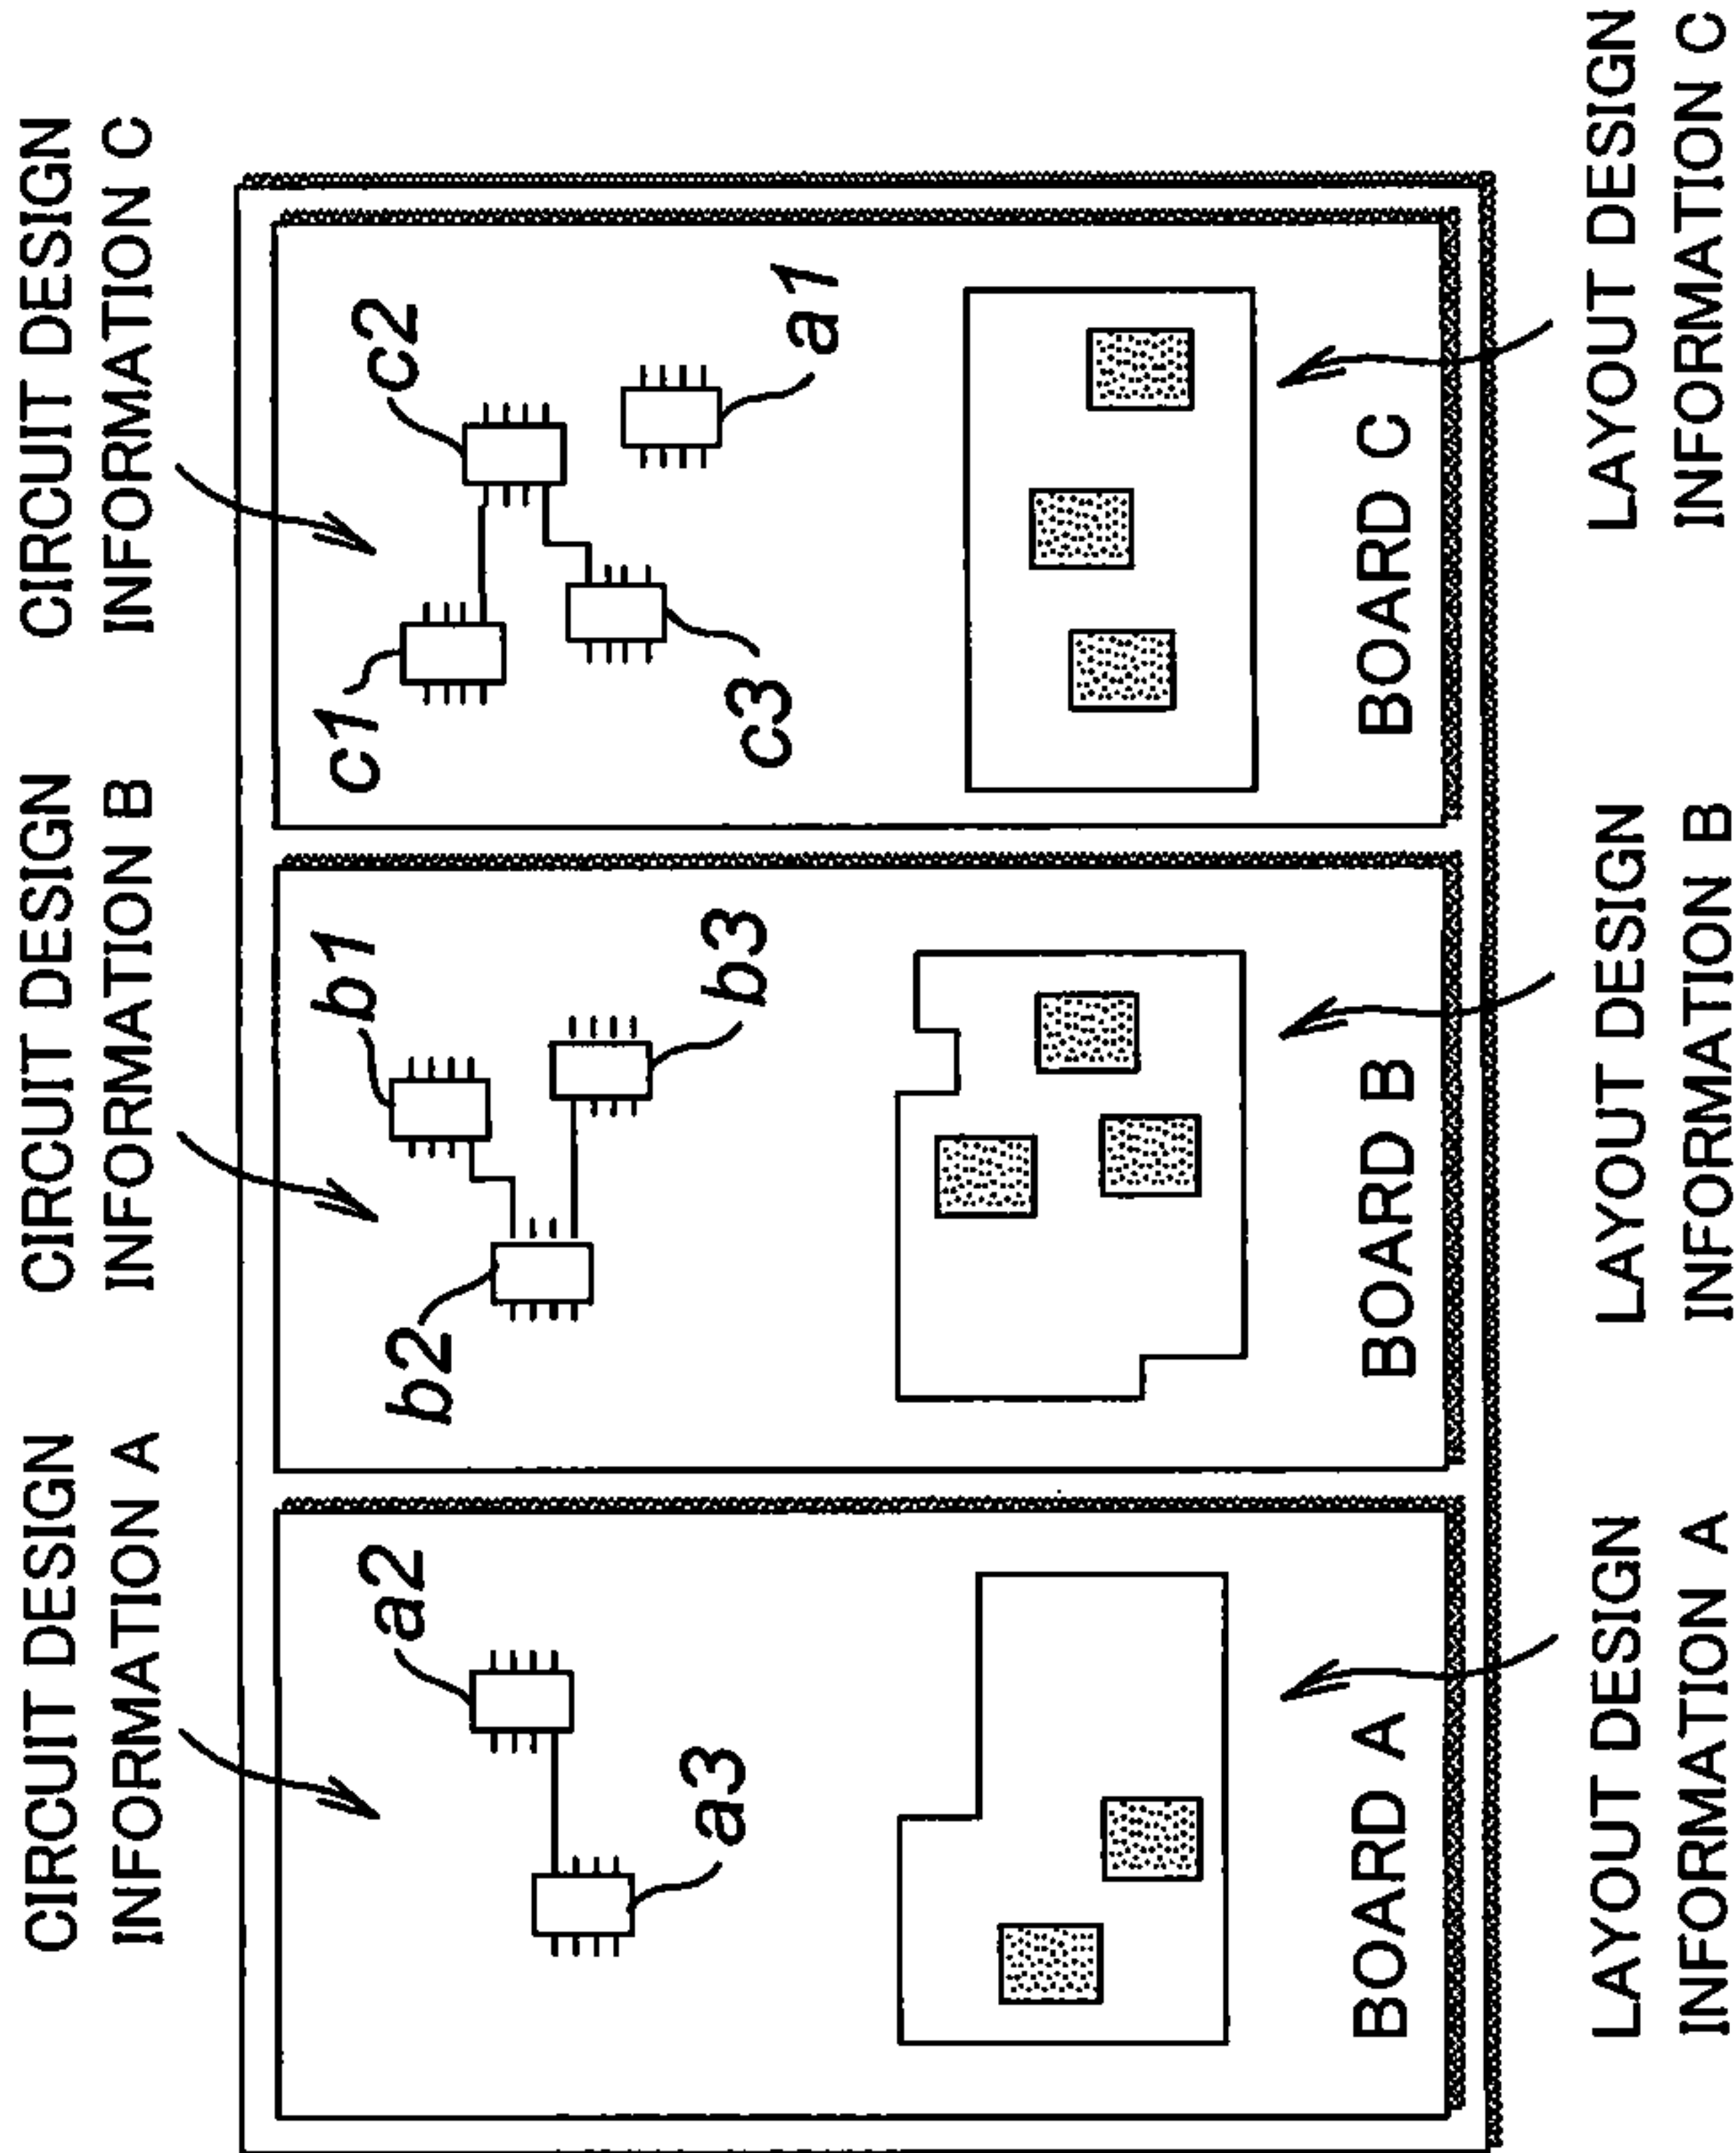 CIRCUIT DESIGN
INFORMATION A
CIRCUIT DESIGN
INFORMATION B
CIRCUIT DESIGN
INFORMATION C
a2
a3
BOARD A
b1
b2
b3
BOARD B
c1
c2
c3
a1
BOARD C
LAYOUT DESIGN
INFORMATION A
LAYOUT DESIGN
INFORMATION B
LAYOUT DESIGN
INFORMATION C